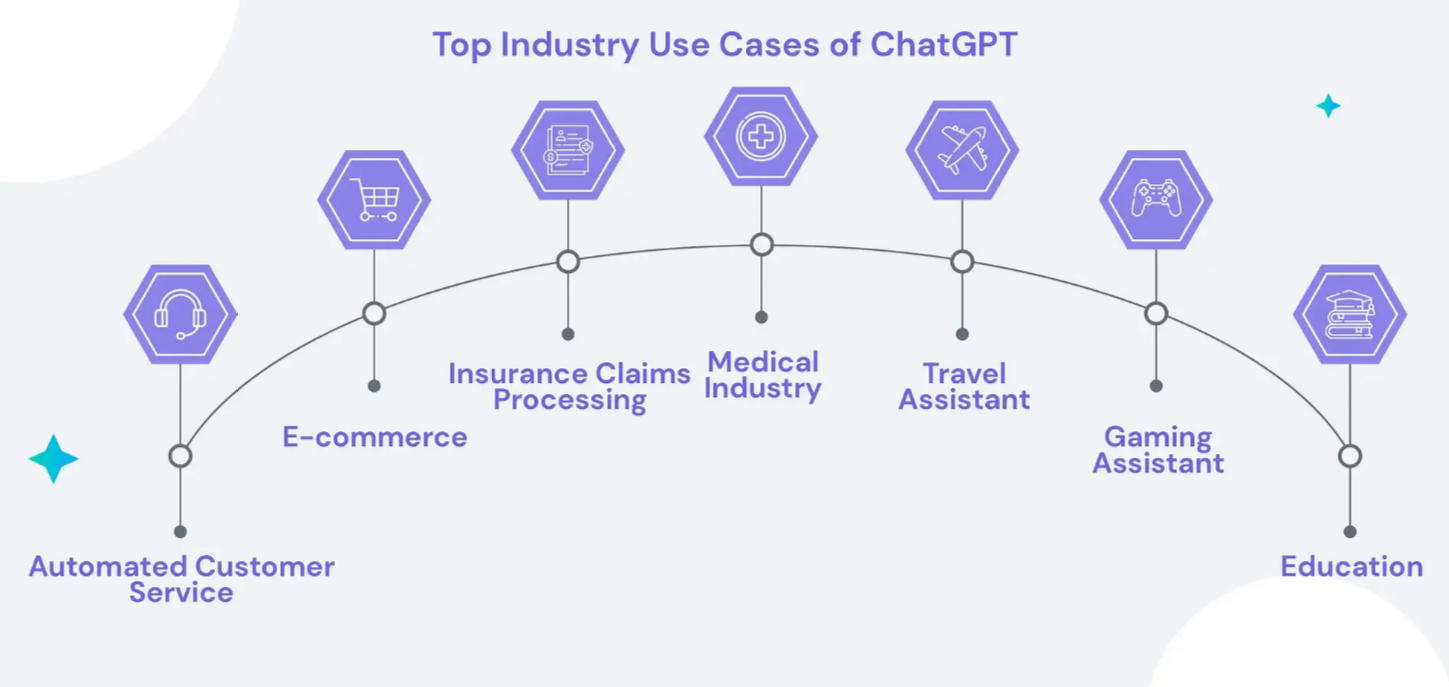 Top Industry Use Cases of ChatGPT
Automated Customer
Service
E-commerce
Insurance Claims
Processing
Medical
Industry
Travel
Assistant
Gaming
Assistant
Education